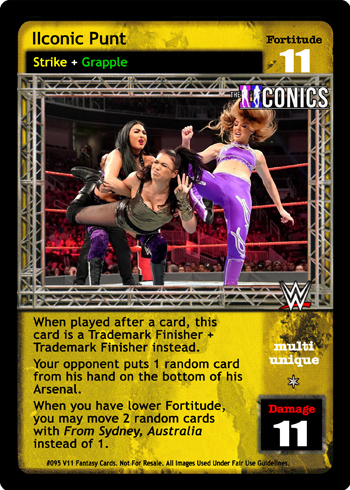 IIconic Punt
Fortitude
11
Strike + Grapple
THE IICONICS
When played after a card, this
card is a Trademark Finisher +
Trademark Finisher instead.
Your opponent puts 1 random card
from his hand on the bottom of his
Arsenal.
When you have lower Fortitude,
you may move 2 random cards
with From Sydney, Australia
instead of 1.
multi
unique
*
Damage
11
#095 V11 Fantasy Cards. Not For Resale. All Images Used Under Fair Use Guidelines.